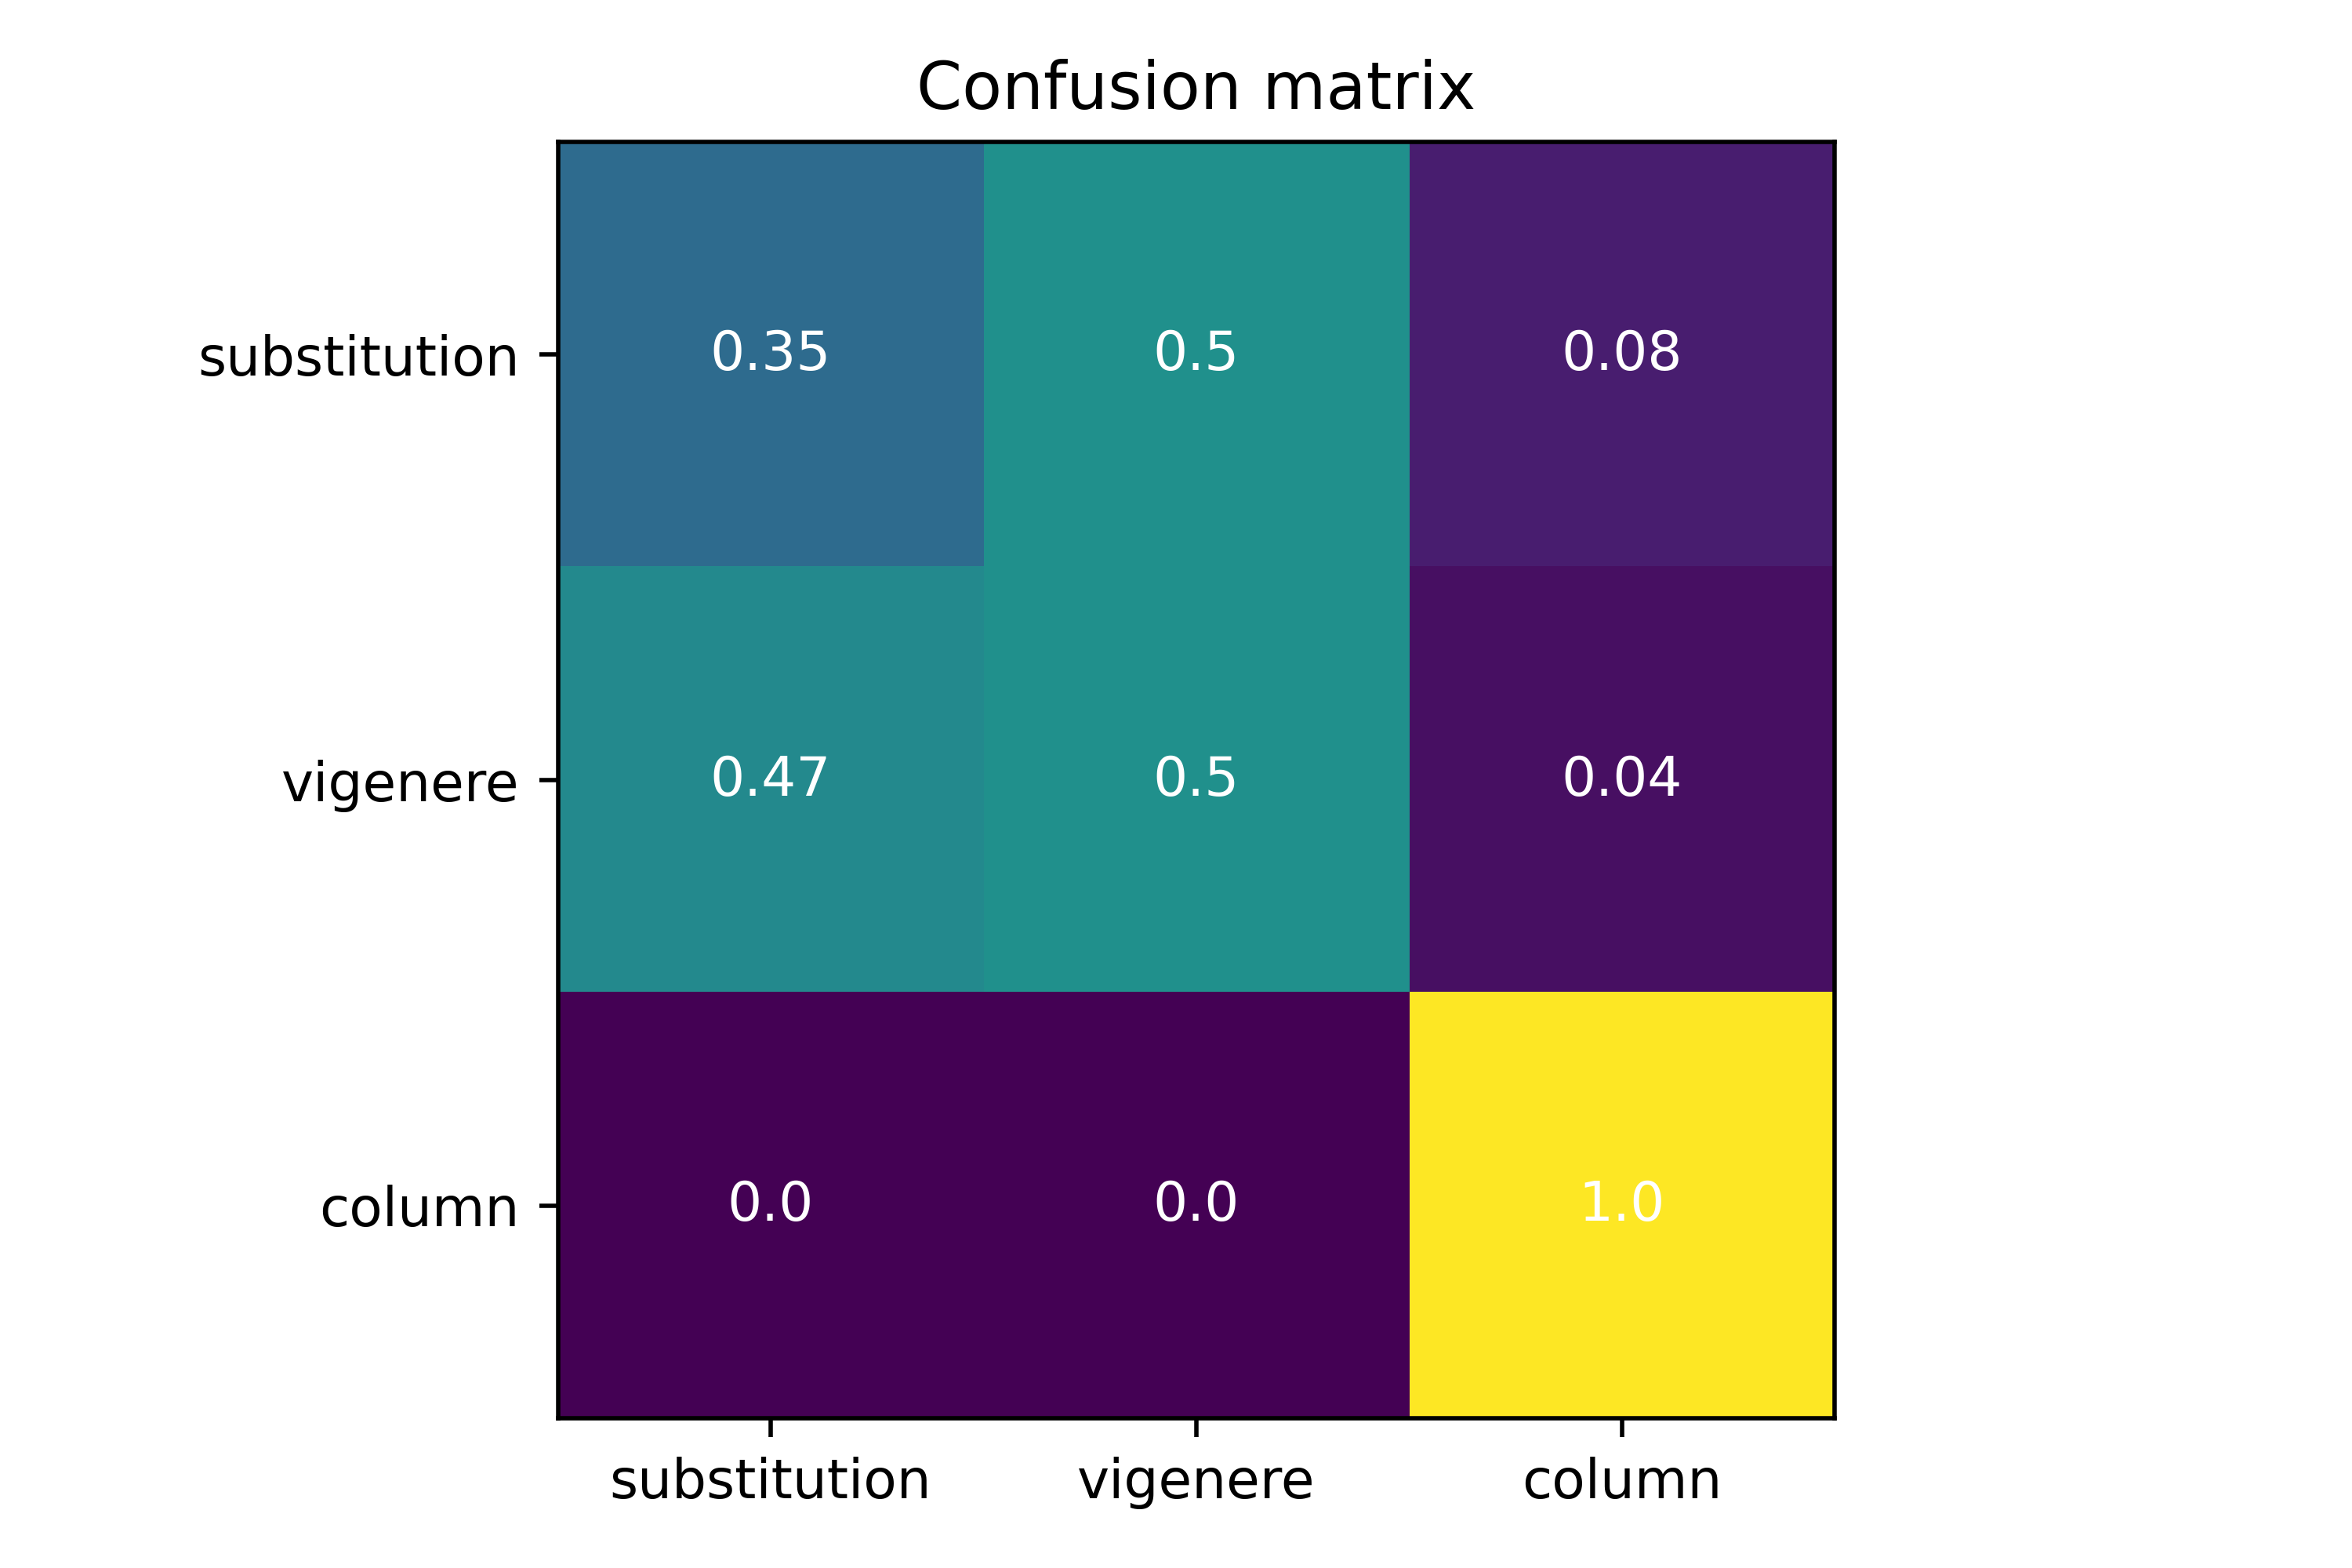 Confusion matrix
substitution 0.35 0.5 0.08
vigenere 0.47 0.5 0.04
column 0.0 0.0 1.0
substitution vigenere column